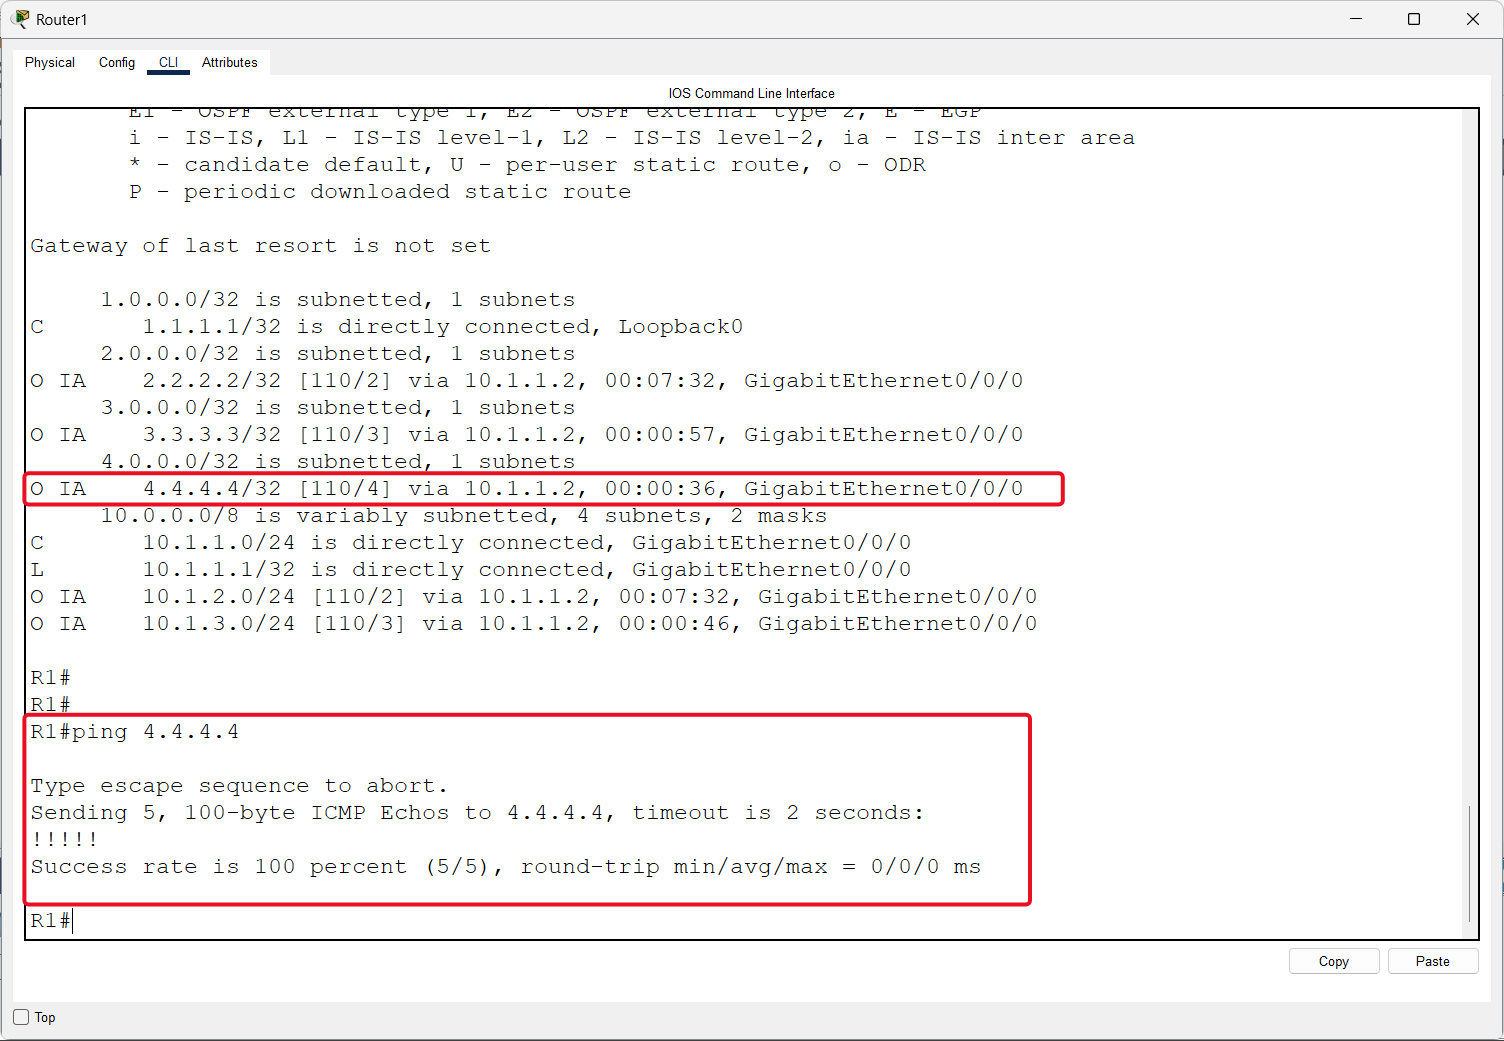 Router1
Physical Config CLI Attributes
IOS Command Line Interface
E1 - OSPF external type 1, E2 - OSPF external type 2, E - EGP
i - IS-IS, L1 - IS-IS level-1, L2 - IS-IS level-2, ia - IS-IS inter area
* - candidate default, U - per-user static route, o - ODR
P - periodic downloaded static route
Gateway of last resort is not set
1.0.0.0/32 is subnetted, 1 subnets
C 1.1.1.1/32 is directly connected, Loopback0
2.0.0.0/32 is subnetted, 1 subnets
O IA 2.2.2.2/32 [110/2] via 10.1.1.2, 00:07:32, GigabitEthernet0/0/0
3.0.0.0/32 is subnetted, 1 subnets
O IA 3.3.3.3/32 [110/3] via 10.1.1.2, 00:00:57, GigabitEthernet0/0/0
4.0.0.0/32 is subnetted, 1 subnets
O IA 4.4.4.4/32 [110/4] via 10.1.1.2, 00:00:36, GigabitEthernet0/0/0
10.0.0.0/8 is variably subnetted, 4 subnets, 2 masks
C 10.1.1.0/24 is directly connected, GigabitEthernet0/0/0
L 10.1.1.1/32 is directly connected, GigabitEthernet0/0/0
O IA 10.1.2.0/24 [110/2] via 10.1.1.2, 00:07:32, GigabitEthernet0/0/0
O IA 10.1.3.0/24 [110/3] via 10.1.1.2, 00:00:46, GigabitEthernet0/0/0
R1#
R1#
R1#ping 4.4.4.4
Type escape sequence to abort.
Sending 5, 100-byte ICMP Echos to 4.4.4.4, timeout is 2 seconds:
!!!!!
Success rate is 100 percent (5/5), round-trip min/avg/max = 0/0/0 ms
R1#
Copy Paste
Top